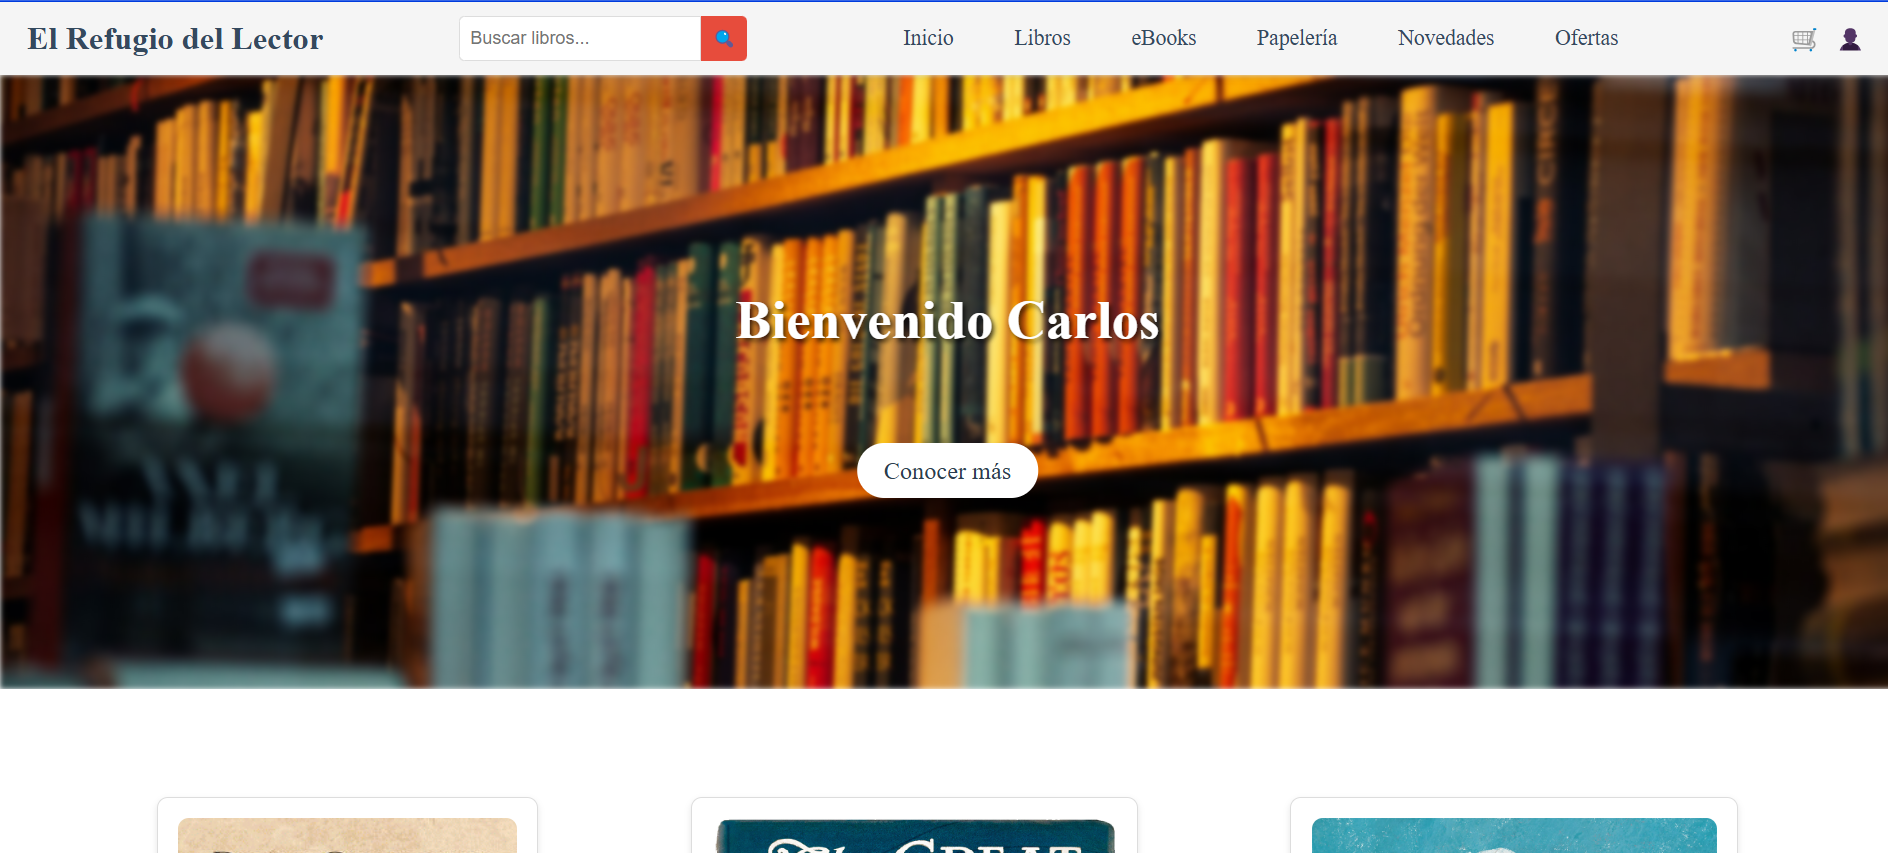 El Refugio del Lector
Buscar libros...
Inicio Libros eBooks Papelería Novedades Ofertas
Bienvenido Carlos
Conocer más